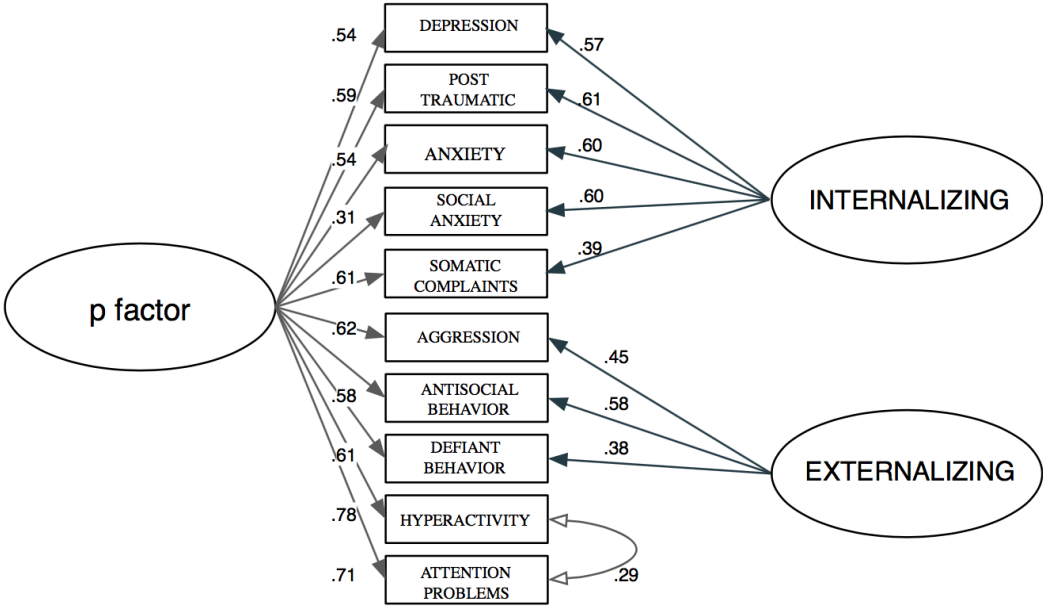 .54
DEPRESSION
.57
.59
POST
TRAUMATIC
.61
.54
ANXIETY
.60
.31
SOCIAL
ANXIETY
.60
INTERNALIZING
.61
SOMATIC
COMPLAINTS
.39
p factor
.62
AGGRESSION
.45
.58
ANTISOCIAL
BEHAVIOR
.58
.61
DEFIANT
BEHAVIOR
.38
EXTERNALIZING
.78
HYPERACTIVITY
.71
ATTENTION
PROBLEMS
.29